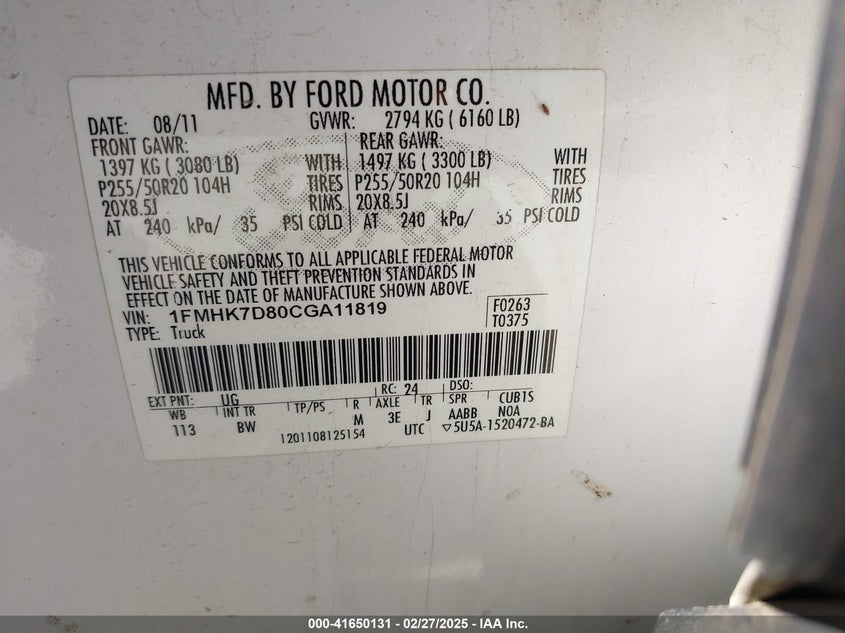 MFD. BY FORD MOTOR CO.
DATE: 08/11 GVWR: 2794 KG ( 6160 LB)
FRONT GAWR: REAR GAWR:
1397 KG ( 3080 LB) WITH 1497 KG ( 3300 LB) WITH
P255/50R20 104H TIRES P255/50R20 104H TIRES
20X8.5J RIMS 20X8.5J RIMS
AT 240 kPa/ 35 PSI COLD AT 240 kPa/ 35 PSI COLD
THIS VEHICLE CONFORMS TO ALL APPLICABLE FEDERAL MOTOR
VEHICLE SAFETY AND THEFT PREVENTION STANDARDS IN
EFFECT ON THE DATE OF MANUFACTURE SHOWN ABOVE.
VIN: 1FMHK7D80CGA11819 F0263
TYPE: Truck T0375
EXT PNT: UG RC: 24 DSO:
WB INT TR TP/PS R AXLE TR SPR CUB1S
113 BW M 3E J AABB NOA
1201108125154 UTC ▽5U5A-1520472-BA
000-41650131 - 02/27/2025 - IAAI.COM